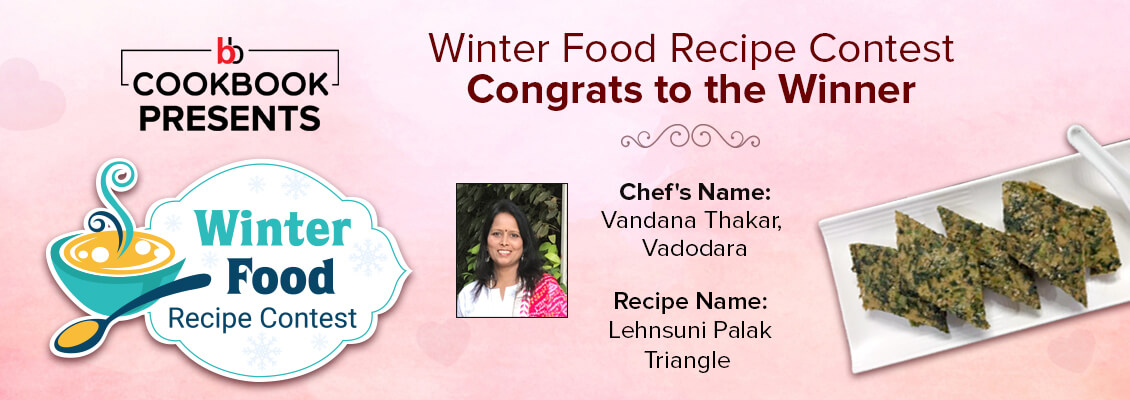 bb
COOKBOOK
PRESENTS
Winter
Food
Recipe Contest
Winter Food Recipe Contest
Congrats to the Winner
Chef's Name:
Vandana Thakar,
Vadodara
Recipe Name:
Lehnsuni Palak
Triangle